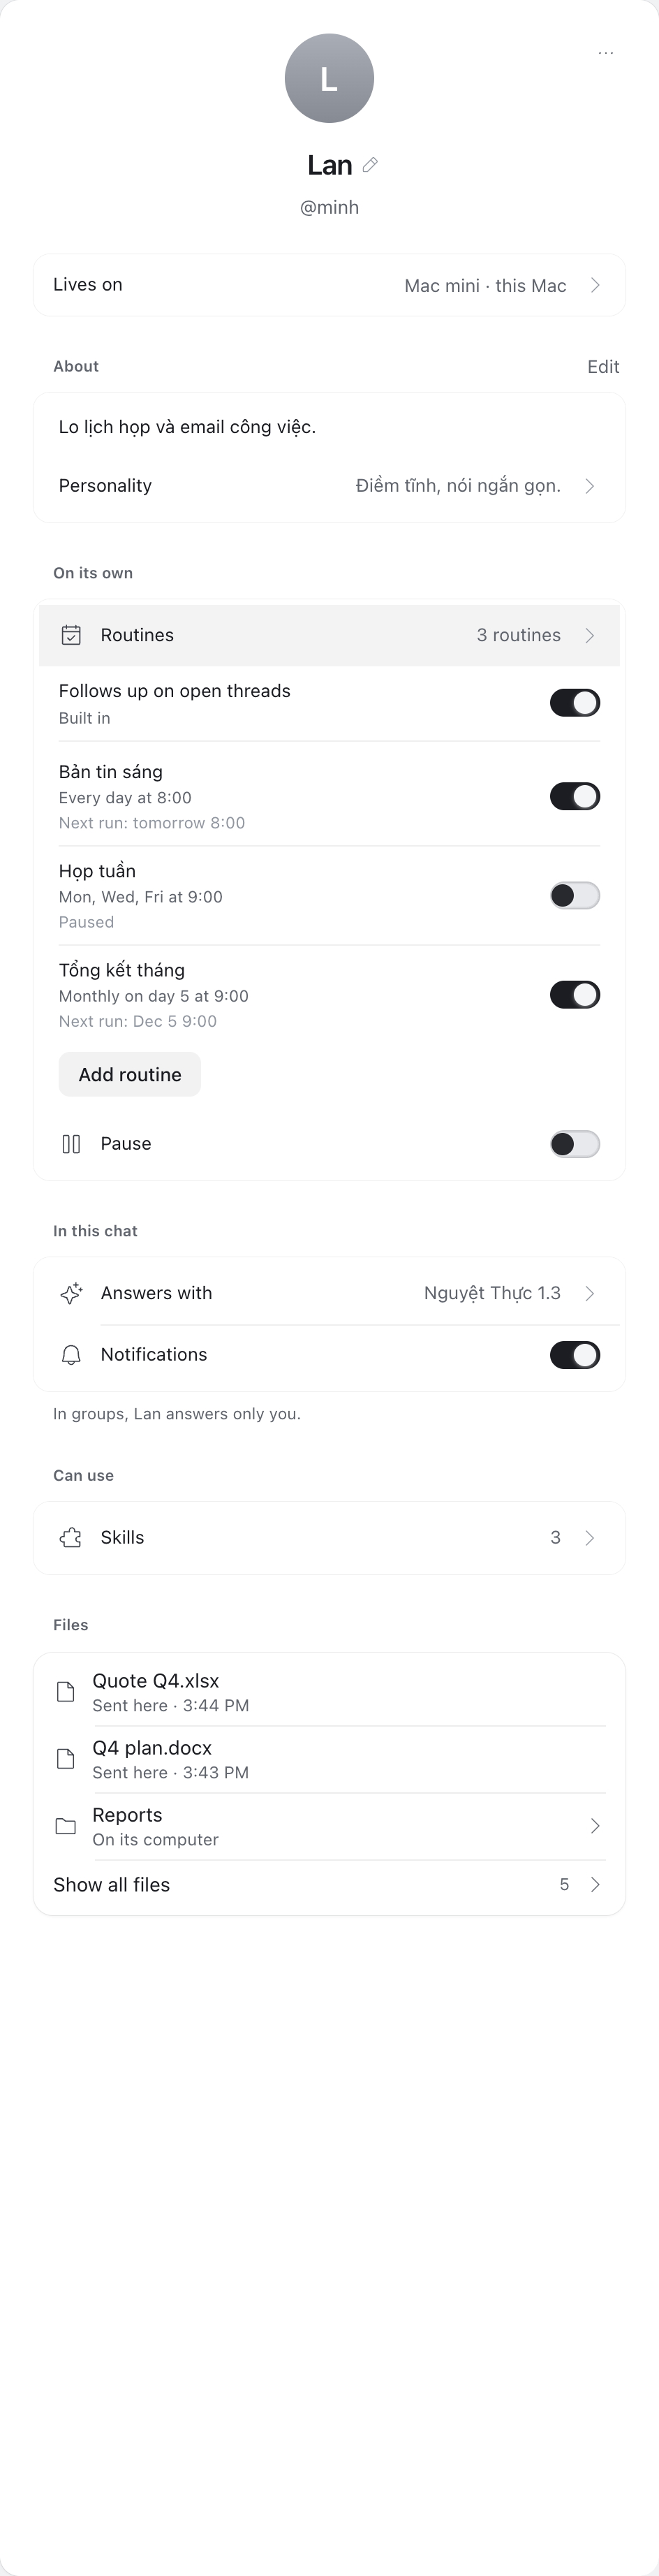 L
...
Lan
@minh
Lives on
Mac mini · this Mac
About
Edit
Lo lịch họp và email công việc.
Personality
Điềm tĩnh, nói ngắn gọn.
On its own
Routines
3 routines
Follows up on open threads
Built in
Bản tin sáng
Every day at 8:00
Next run: tomorrow 8:00
Họp tuần
Mon, Wed, Fri at 9:00
Paused
Tổng kết tháng
Monthly on day 5 at 9:00
Next run: Dec 5 9:00
Add routine
Pause
In this chat
Answers with
Nguyệt Thực 1.3
Notifications
In groups, Lan answers only you.
Can use
Skills
3
Files
Quote Q4.xlsx
Sent here · 3:44 PM
Q4 plan.docx
Sent here · 3:43 PM
Reports
On its computer
Show all files
5